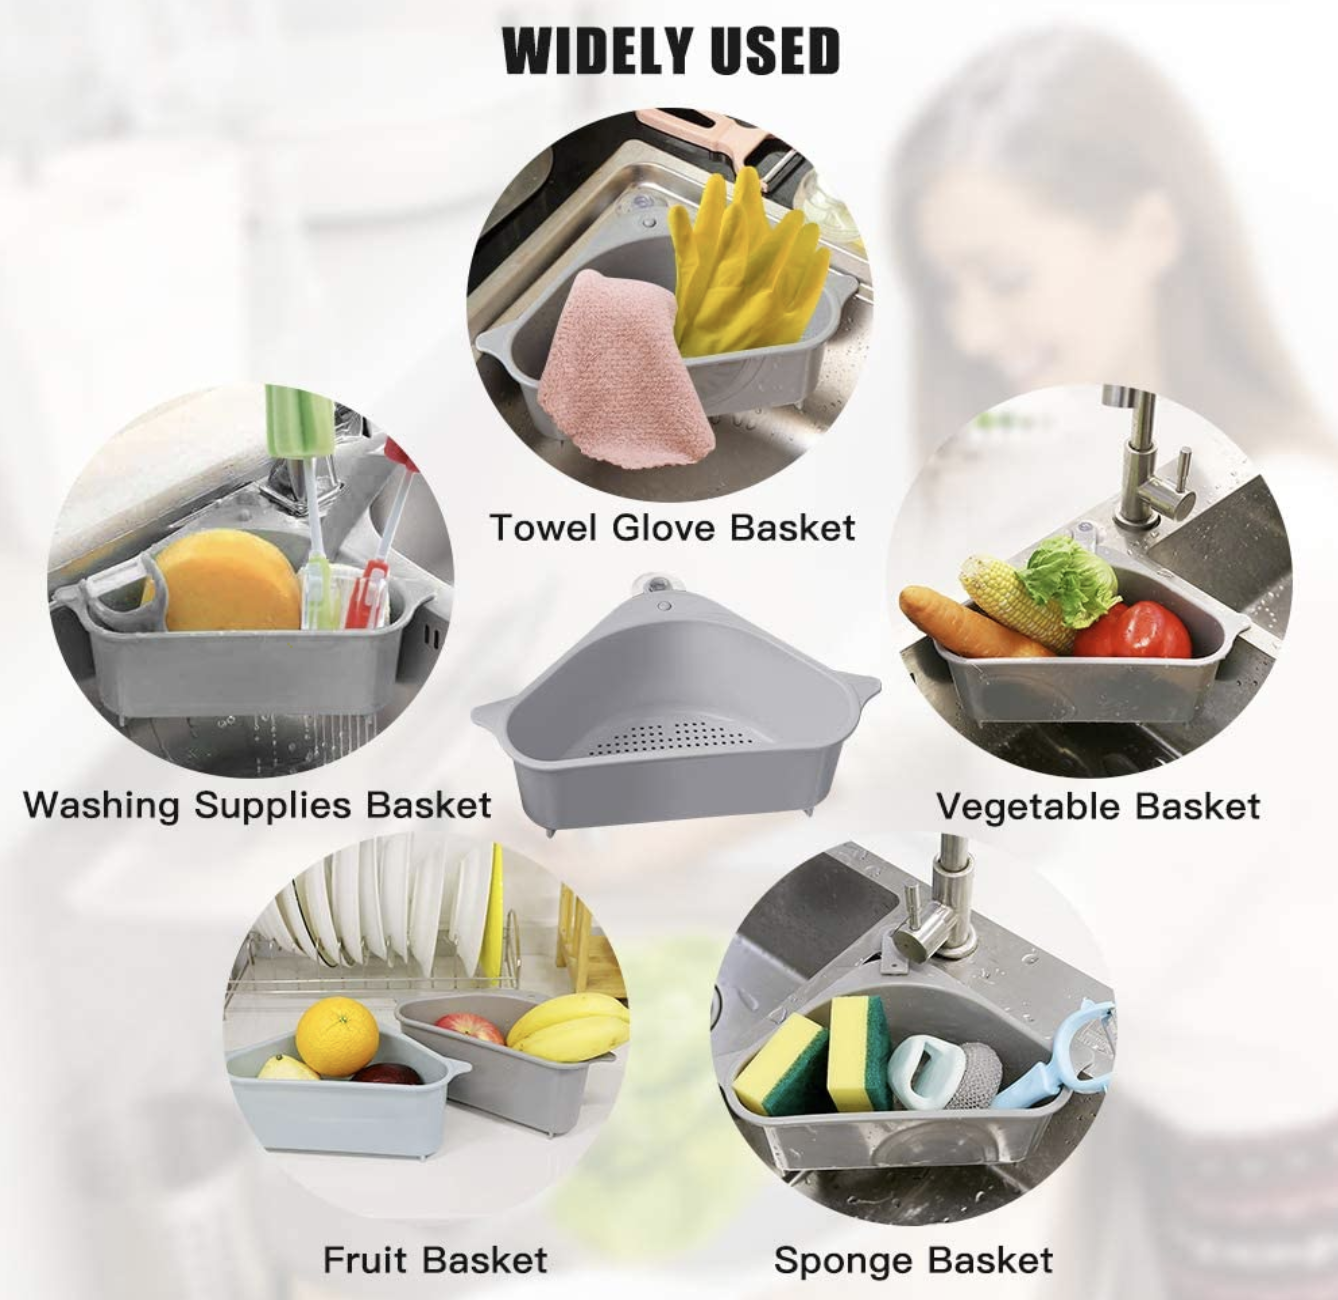 WIDELY USED
Towel Glove Basket
Washing Supplies Basket
Vegetable Basket
Fruit Basket
Sponge Basket